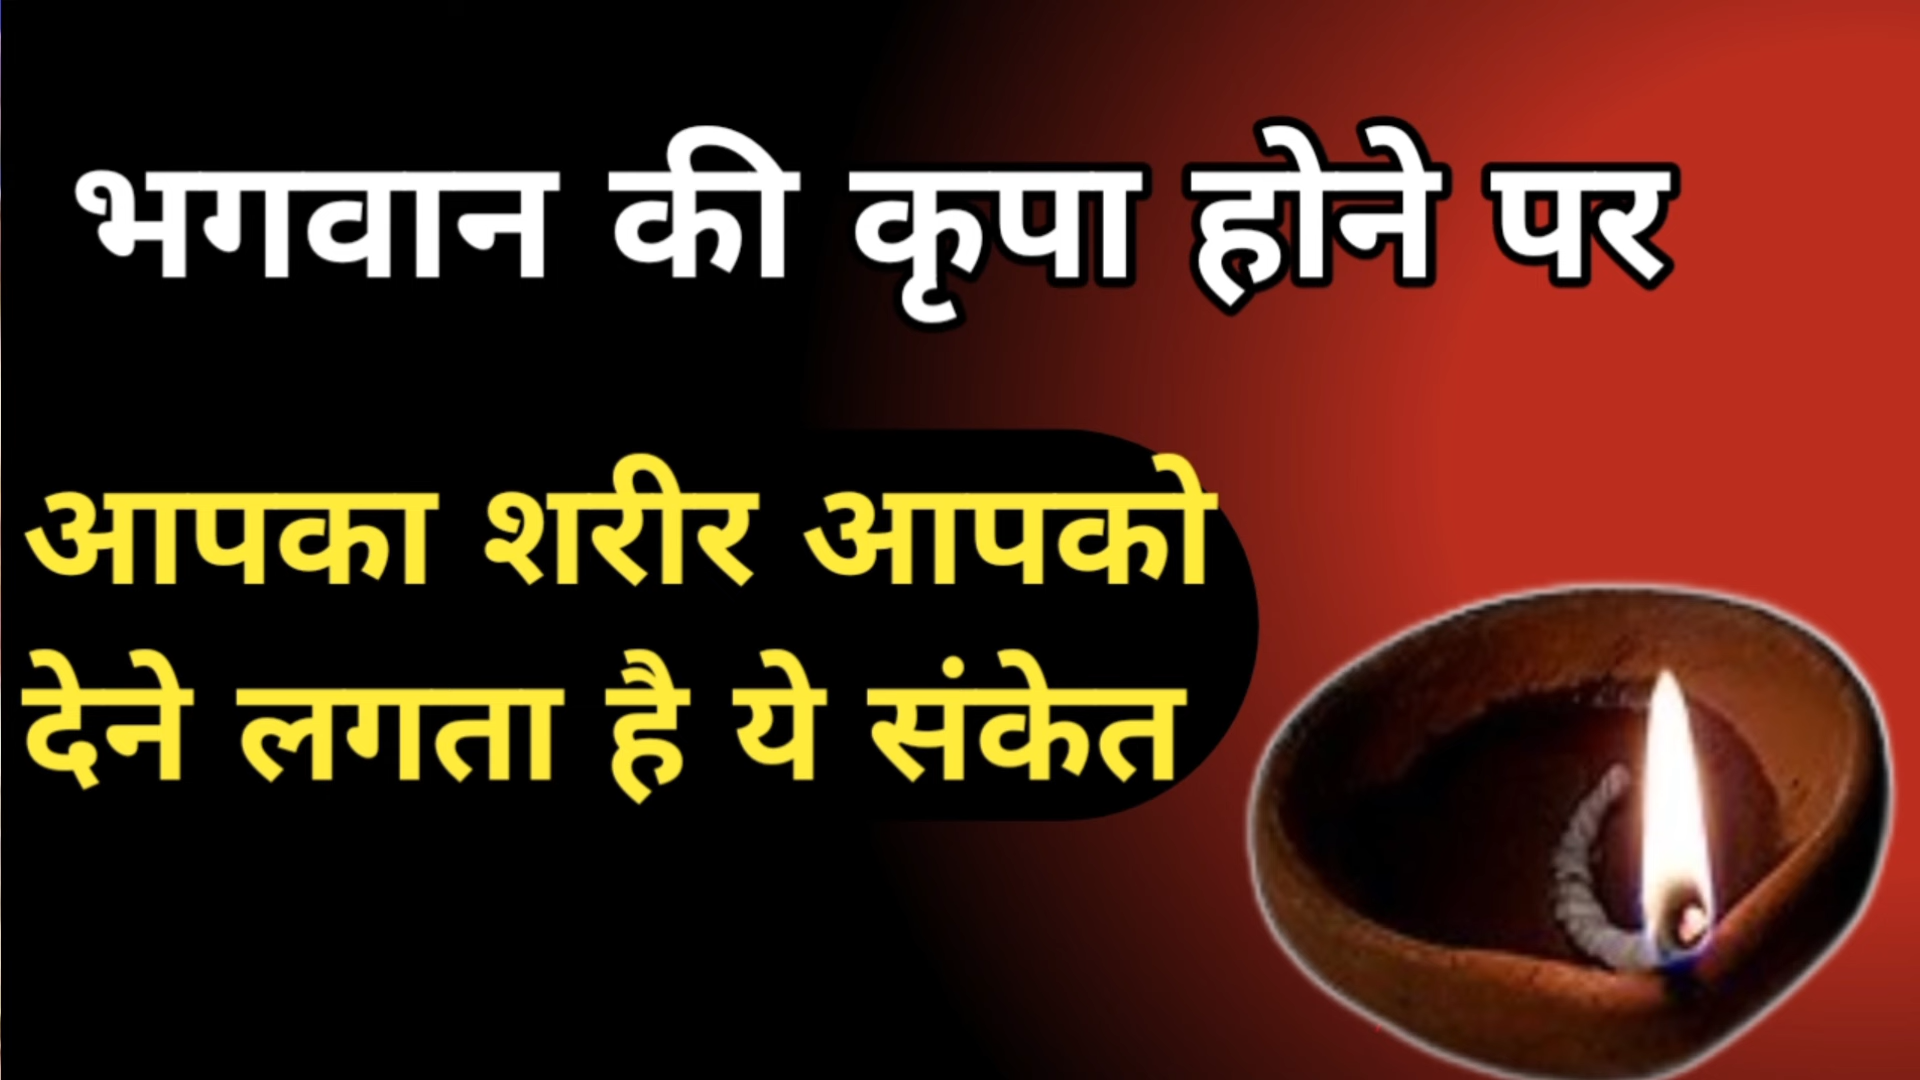 भगवान की कृपा होने पर
आपका शरीर आपको
देने लगता है ये संकेत